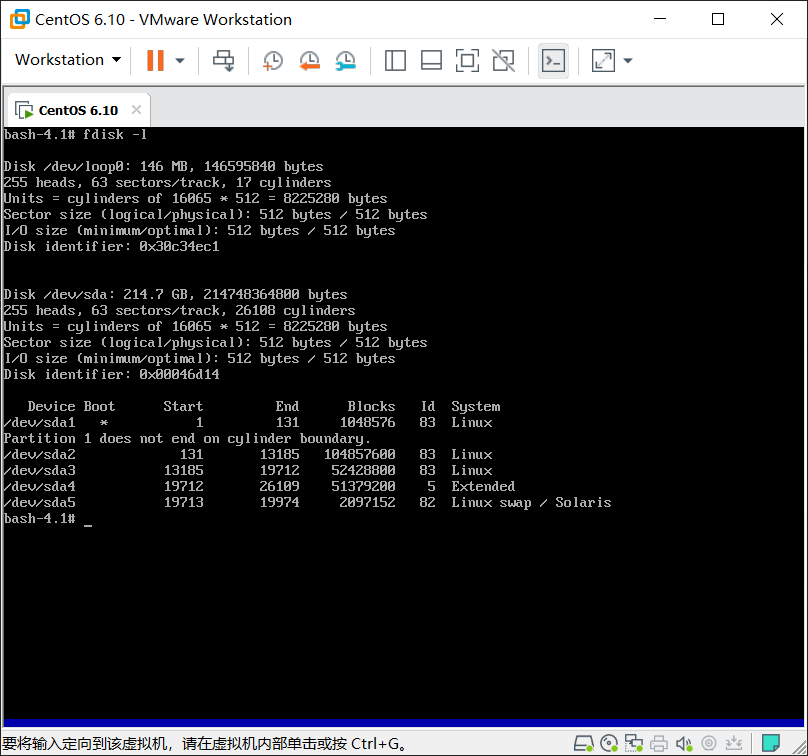 CentOS 6.10 - VMware Workstation
Workstation
CentOS 6.10
bash-4.1# fdisk -l
Disk /dev/loop0: 146 MB, 146595840 bytes
255 heads, 63 sectors/track, 17 cylinders
Units = cylinders of 16065 * 512 = 8225280 bytes
Sector size (logical/physical): 512 bytes / 512 bytes
I/O size (minimum/optimal): 512 bytes / 512 bytes
Disk identifier: 0x30c34ec1
Disk /dev/sda: 214.7 GB, 214748364800 bytes
255 heads, 63 sectors/track, 26108 cylinders
Units = cylinders of 16065 * 512 = 8225280 bytes
Sector size (logical/physical): 512 bytes / 512 bytes
I/O size (minimum/optimal): 512 bytes / 512 bytes
Disk identifier: 0x00046d14
Device Boot Start End Blocks Id System
/dev/sda1 * 1 131 1048576 83 Linux
Partition 1 does not end on cylinder boundary.
/dev/sda2 131 13185 104857600 83 Linux
/dev/sda3 13185 19712 52428800 83 Linux
/dev/sda4 19712 26109 51379200 5 Extended
/dev/sda5 19713 19974 2097152 82 Linux swap / Solaris
bash-4.1# _
要将输入定向到该虚拟机，请在虚拟机内部单击或按 Ctrl+G。